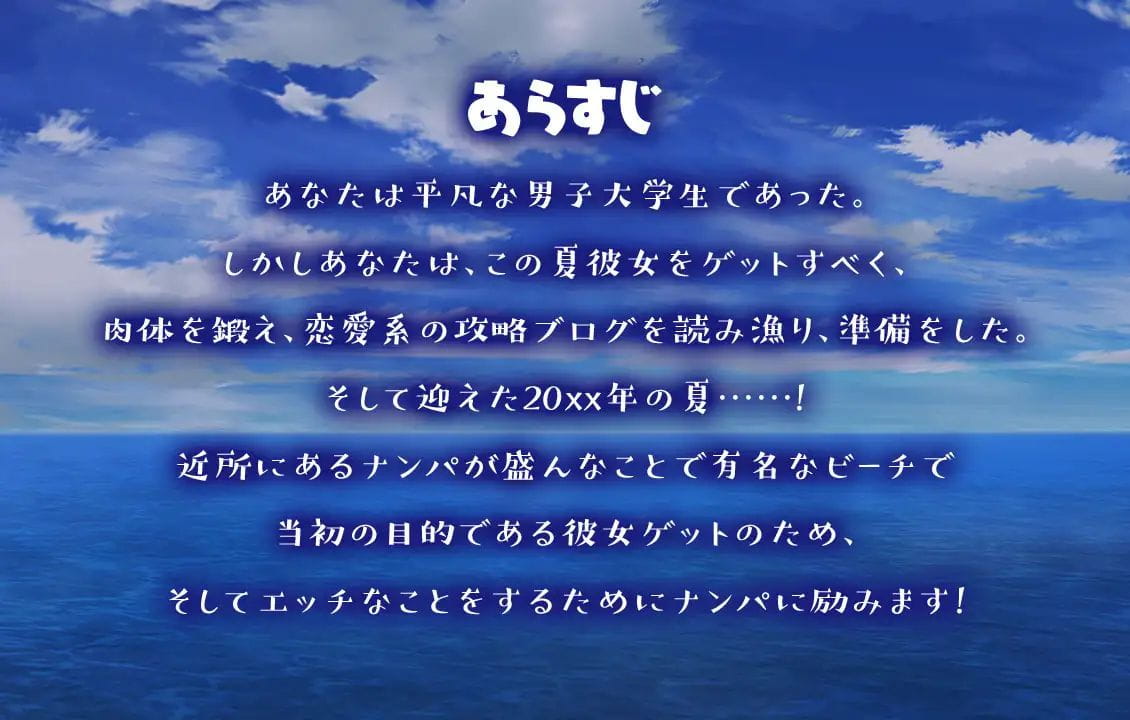 あらすじ
あなたは平凡な男子大学生であった。
しかしあなたは、この夏彼女をゲットすべく、
肉体を鍛え、恋愛系の攻略ブログを読み漁り、準備をした。
そして迎えた20xx年の夏……!
近所にあるナンパが盛んなことで有名なビーチで
当初の目的である彼女ゲットのため、
そしてエッチなことをするためにナンパに励みます!